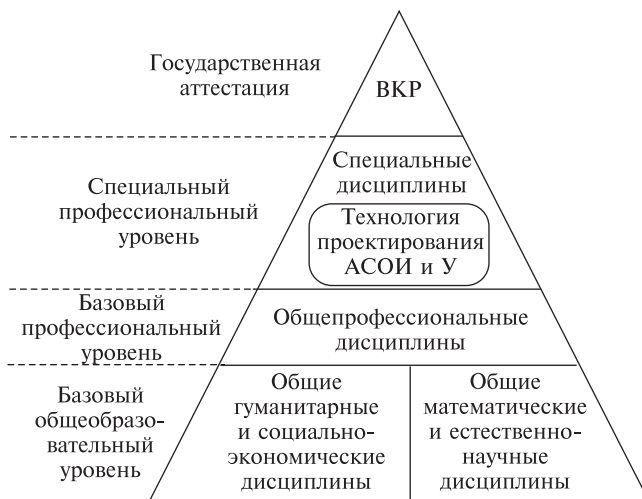 Государственная
аттестация
ВКР
Специальный
профессиональный
уровень
Специальные
дисциплины
Технология
проектирования
АСОИ и У
Базовый
профессиональный
уровень
Общепрофессиональные
дисциплины
Базовый
общеобразо-
вательный
уровень
Общие
гуманитарные
и социально-
экономические
дисциплины
Общие
математические
и естественно-
научные
дисциплины